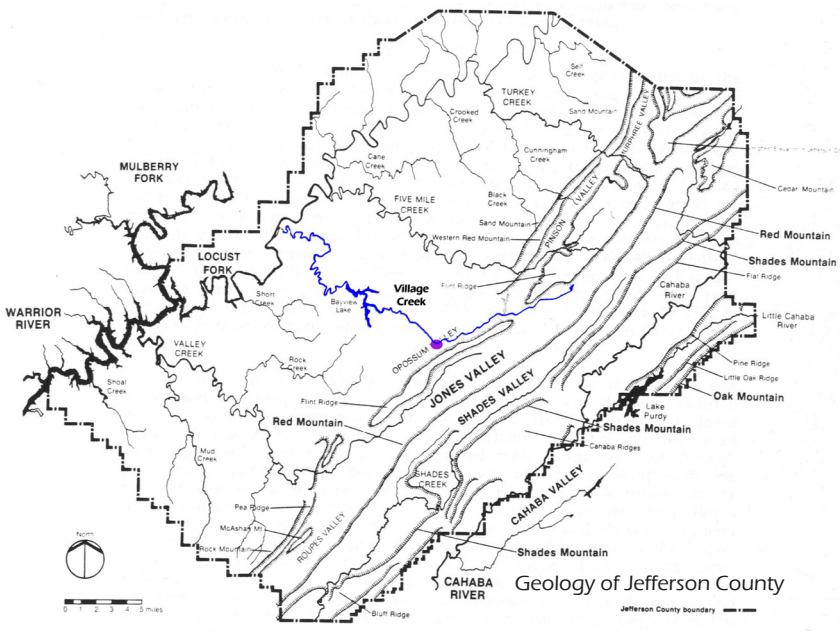 Self
Creek
TURKEY
CREEK
Sand Mountain
Crooked
Creek
MURPHREE VALLEY
MULBERRY
FORK
Cane
Creek
Cunningham
Creek
VALLEY
Cedar Mountain
Black
Creek
FIVE MILE
CREEK
Sand Mountain
Western Red Mountain
PINSON
Red Mountain
LOCUST
FORK
Shades Mountain
Flat Ridge
Flint Ridge
Village
Creek
Cahaba
River
Short
Creek
Bayview
Lake
WARRIOR
RIVER
Little Cahaba
River
VALLEY
CREEK
OPOSSUM VALLEY
Rock
Creek
Pine Ridge
Shoal
Creek
JONES VALLEY
SHADES VALLEY
Little Oak Ridge
Oak Mountain
Flint Ridge
Lake
Purdy
Red Mountain
Shades Mountain
Cahaba Ridges
Mud
Creek
SHADES
CREEK
CAHABA VALLEY
Pea Ridge
McAshan Mt.
ROUPES VALLEY
North
Rock Mountain
Shades Mountain
CAHABA
RIVER
Geology of Jefferson County
0 1 2 3 4 5 miles
Bluff Ridge
Jefferson County boundary